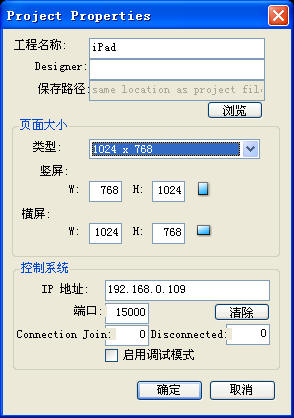 Project Properties
工程名称: iPad
Designer:
保存路径: same location as project file
浏览
页面大小
类型: 1024 x 768
竖屏:
W: 768 H: 1024
横屏:
W: 1024 H: 768
控制系统
IP 地址: 192.168.0.109
端口: 15000 清除
Connection Join: 0 Disconnected: 0
启用调试模式
确定 取消